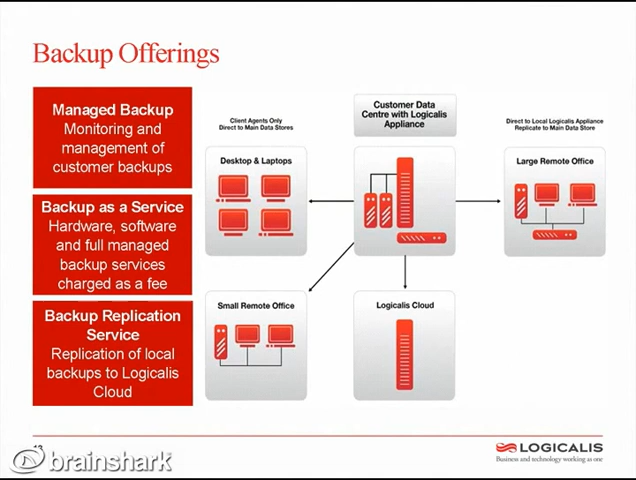 Backup Offerings
Managed Backup
Monitoring and
management of
customer backups
Backup as a Service
Hardware, software
and full managed
backup services
charged as a fee
Backup Replication
Service
Replication of local
backups to Logicalis
Cloud
Client Agents Only
Direct to Main Data Stores
Customer Data
Centre with Logicalis
Appliance
Direct to Local Logicalis Appliance
Replicate to Main Data Store
Desktop & Laptops
Large Remote Office
Small Remote Office
Logicalis Cloud
brainshark
LOGICALIS
Business and technology working as one